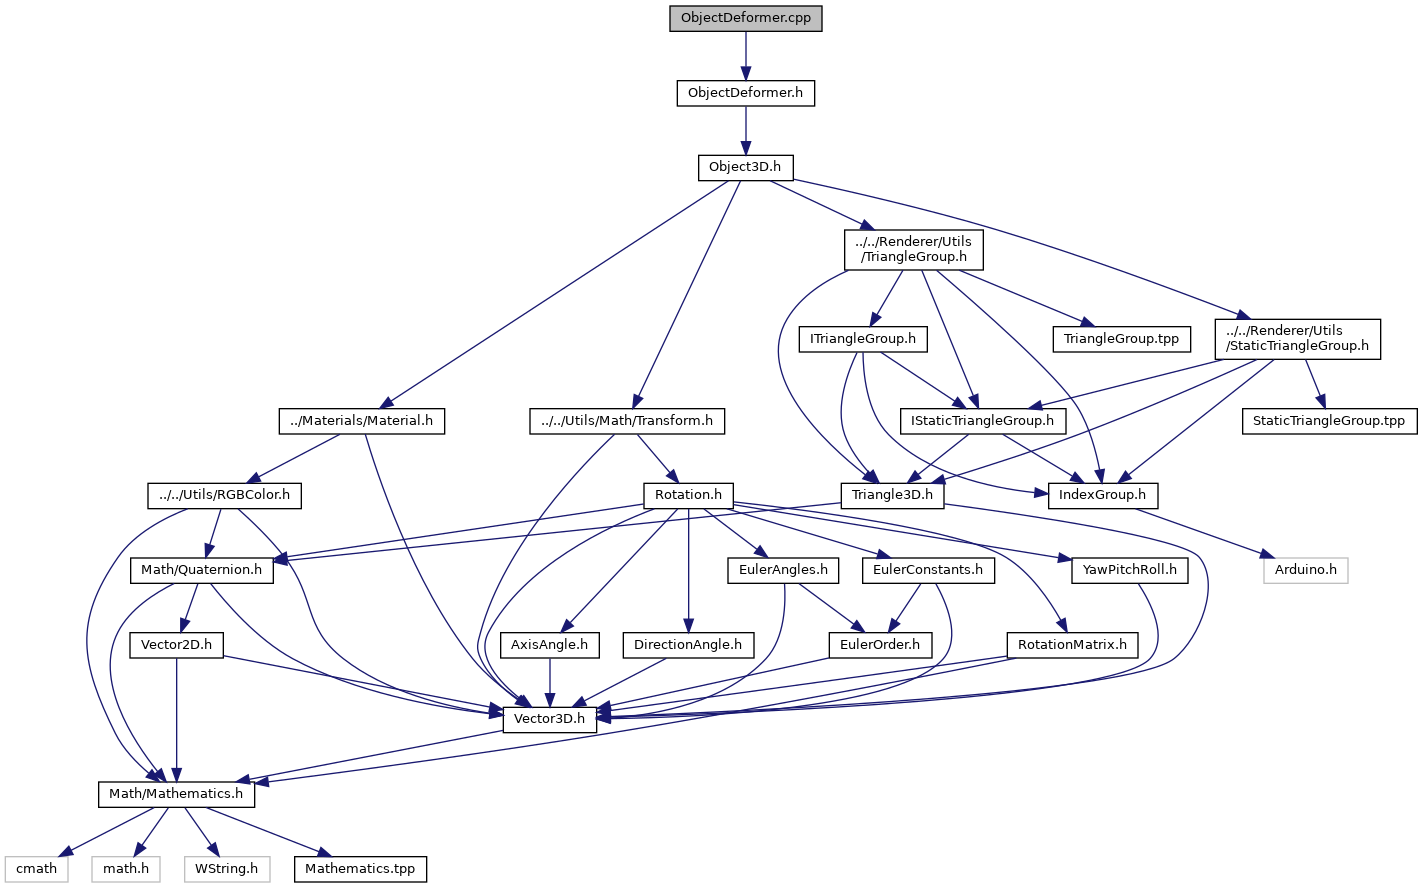 ObjectDeformer.cpp
ObjectDeformer.h
Object3D.h
../../Renderer/Utils
/TriangleGroup.h
ITriangleGroup.h
TriangleGroup.tpp
../../Renderer/Utils
/StaticTriangleGroup.h
../Materials/Material.h
../../Utils/Math/Transform.h
IStaticTriangleGroup.h
StaticTriangleGroup.tpp
../../Utils/RGBColor.h
Rotation.h
Triangle3D.h
IndexGroup.h
Math/Quaternion.h
EulerAngles.h
EulerConstants.h
YawPitchRoll.h
Arduino.h
Vector2D.h
AxisAngle.h
DirectionAngle.h
EulerOrder.h
RotationMatrix.h
Vector3D.h
Math/Mathematics.h
cmath
math.h
WString.h
Mathematics.tpp